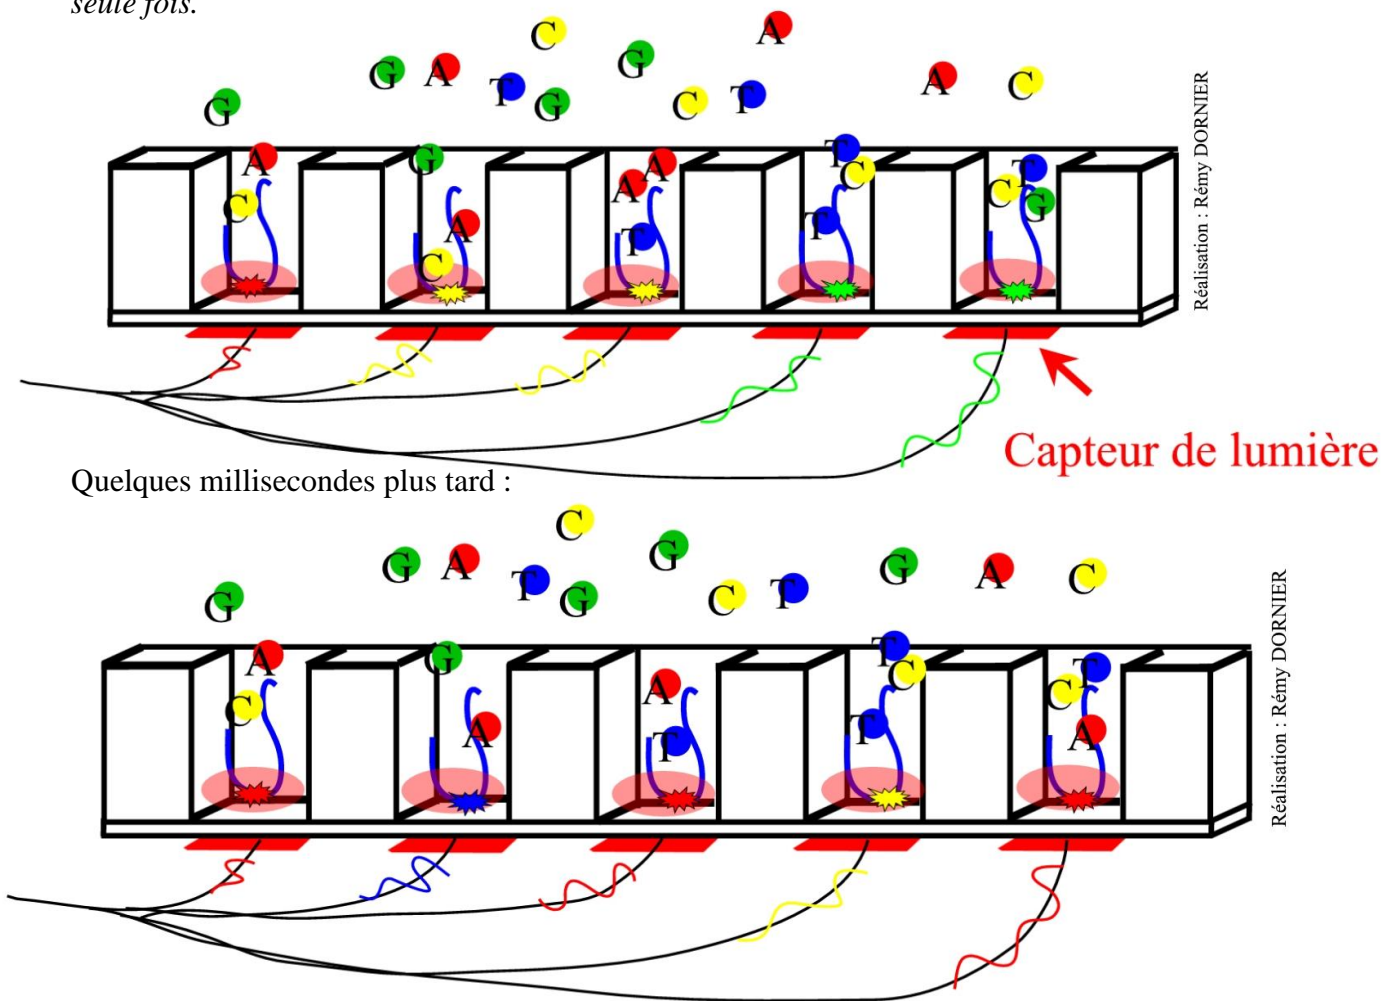 seule fois.
C A
G A G
T C T A C
G G
A G A A T C T
C A T C G
C T
Réalisation : Rémy DORNIER
Capteur de lumière
Quelques millisecondes plus tard :
C
G A G G A C
G T G C T
A G T C T
C A A C
A T T A
Réalisation : Rémy DORNIER